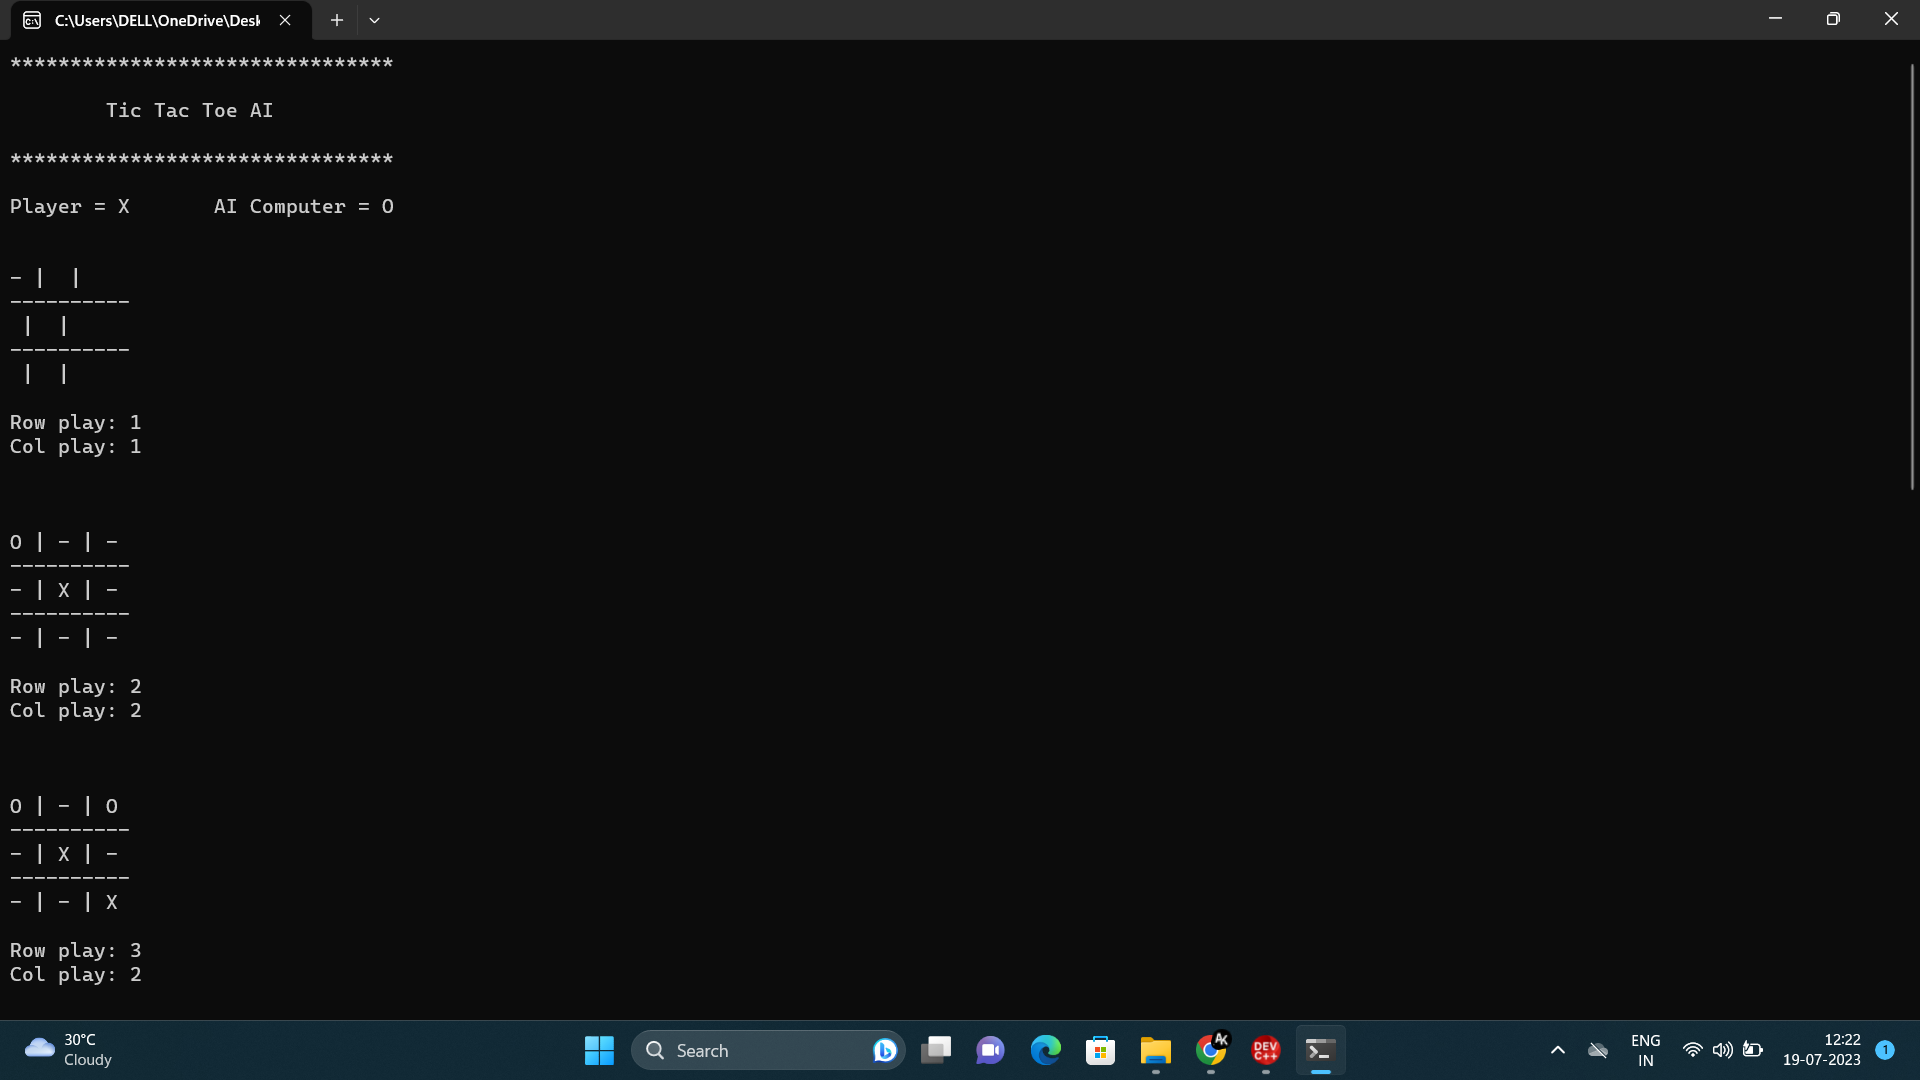 C:\Users\DELL\OneDrive\Desk
********************************
Tic Tac Toe AI
********************************
Player = X       AI Computer = O
- |  |
----------
 |  |
----------
 |  |
Row play: 1
Col play: 1
O | - | -
----------
- | X | -
----------
- | - | -
Row play: 2
Col play: 2
O | - | O
----------
- | X | -
----------
- | - | X
Row play: 3
Col play: 2
30°C
Cloudy
Search
AK
DEV
C++
ENG
IN
12:22
19-07-2023
1